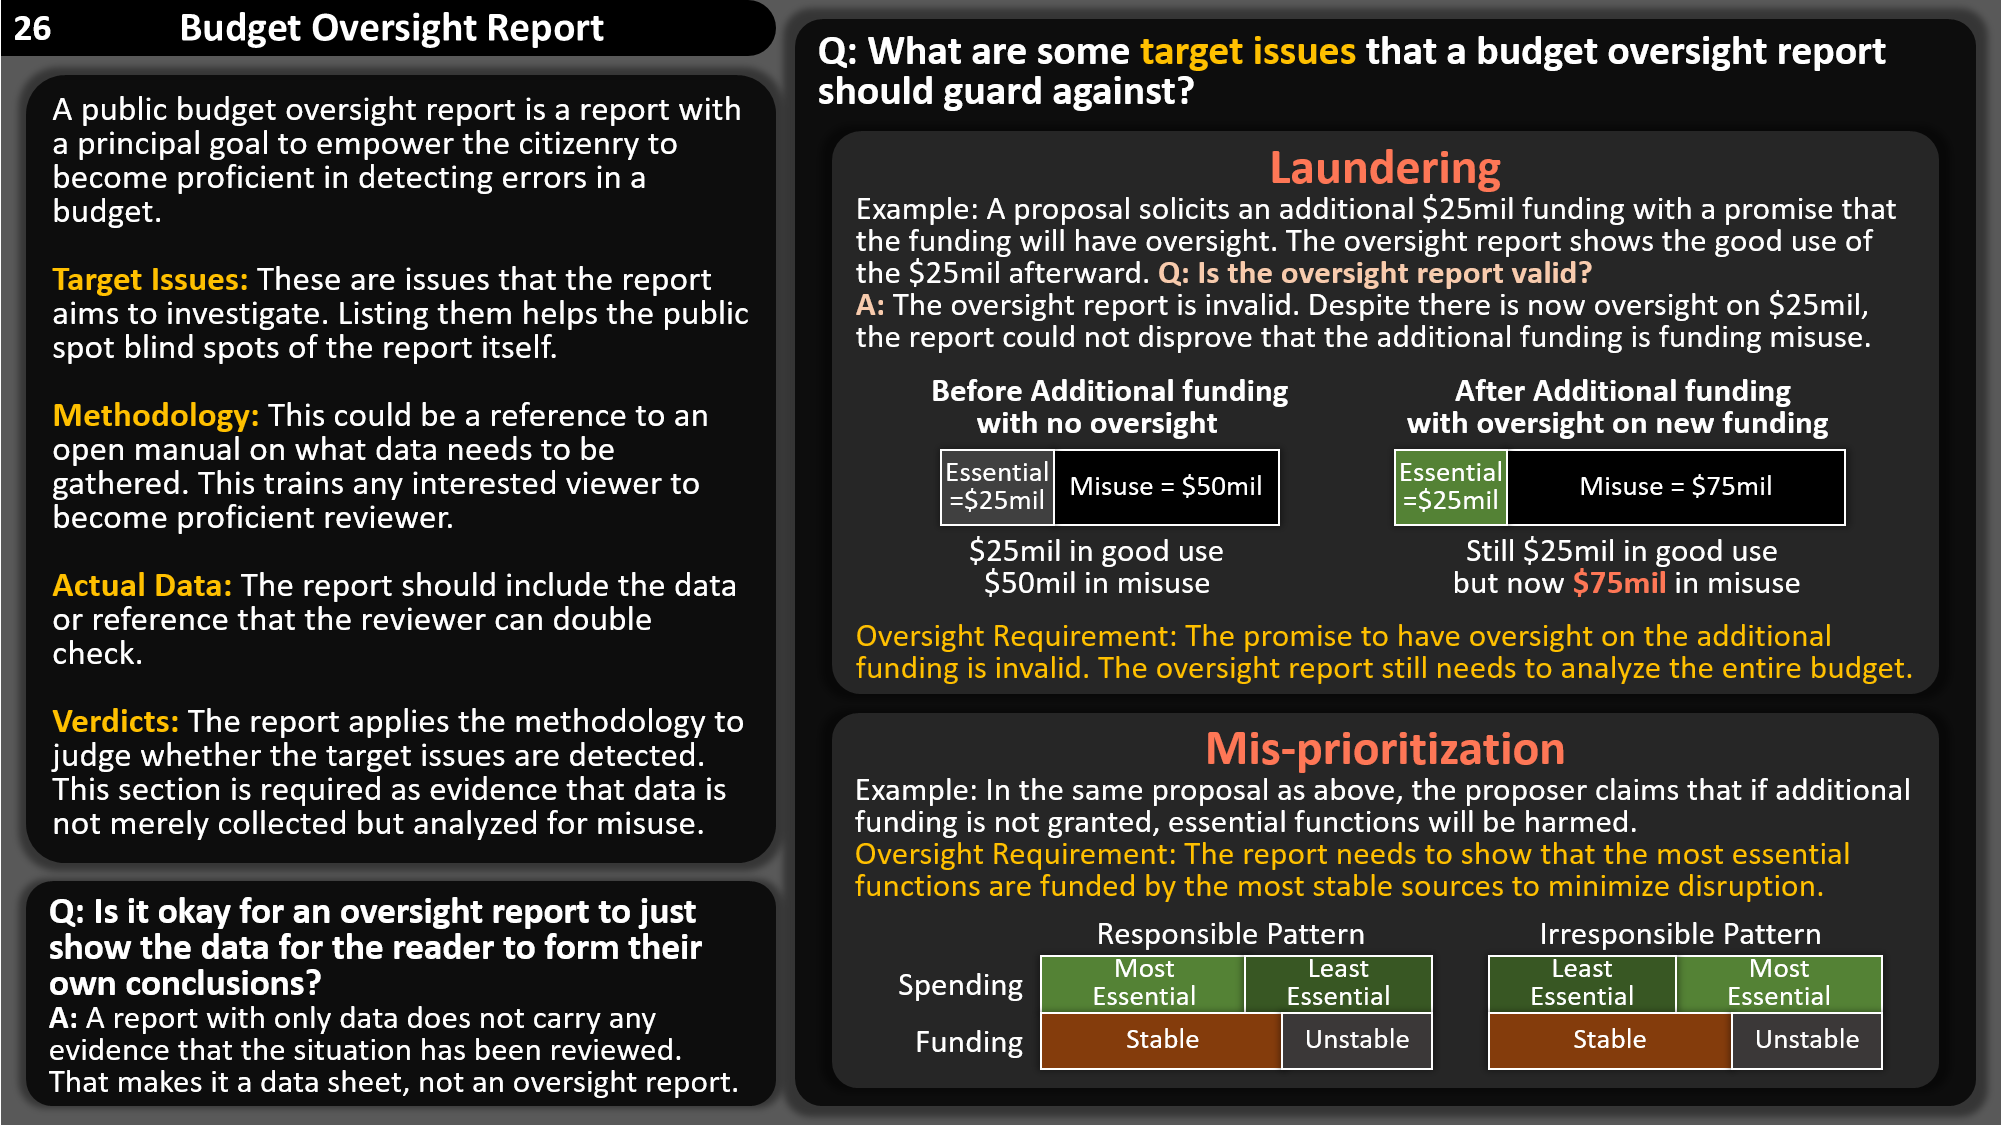 26
Budget Oversight Report
A public budget oversight report is a report with
a principal goal to empower the citizenry to
become proficient in detecting errors in a
budget.
Target Issues: These are issues that the report
aims to investigate. Listing them helps the public
spot blind spots of the report itself.
Methodology: This could be a reference to an
open manual on what data needs to be
gathered. This trains any interested viewer to
become proficient reviewer.
Actual Data: The report should include the data
or reference that the reviewer can double
check.
Verdicts: The report applies the methodology to
judge whether the target issues are detected.
This section is required as evidence that data is
not merely collected but analyzed for misuse.
Q: Is it okay for an oversight report to just
show the data for the reader to form their
own conclusions?
A: A report with only data does not carry any
evidence that the situation has been reviewed.
That makes it a data sheet, not an oversight report.
Q: What are some target issues that a budget oversight report
should guard against?
Laundering
Example: A proposal solicits an additional $25mil funding with a promise that
the funding will have oversight. The oversight report shows the good use of
the $25mil afterward. Q: Is the oversight report valid?
A: The oversight report is invalid. Despite there is now oversight on $25mil,
the report could not disprove that the additional funding is funding misuse.
Before Additional funding
with no oversight
Essential
=$25mil
Misuse = $50mil
$25mil in good use
$50mil in misuse
After Additional funding
with oversight on new funding
Essential
=$25mil
Misuse = $75mil
Still $25mil in good use
but now $75mil in misuse
Oversight Requirement: The promise to have oversight on the additional
funding is invalid. The oversight report still needs to analyze the entire budget.
Mis-prioritization
Example: In the same proposal as above, the proposer claims that if additional
funding is not granted, essential functions will be harmed.
Oversight Requirement: The report needs to show that the most essential
functions are funded by the most stable sources to minimize disruption.
Responsible Pattern
Irresponsible Pattern
Spending
Most
Essential
Least
Essential
Least
Essential
Most
Essential
Funding
Stable
Unstable
Stable
Unstable